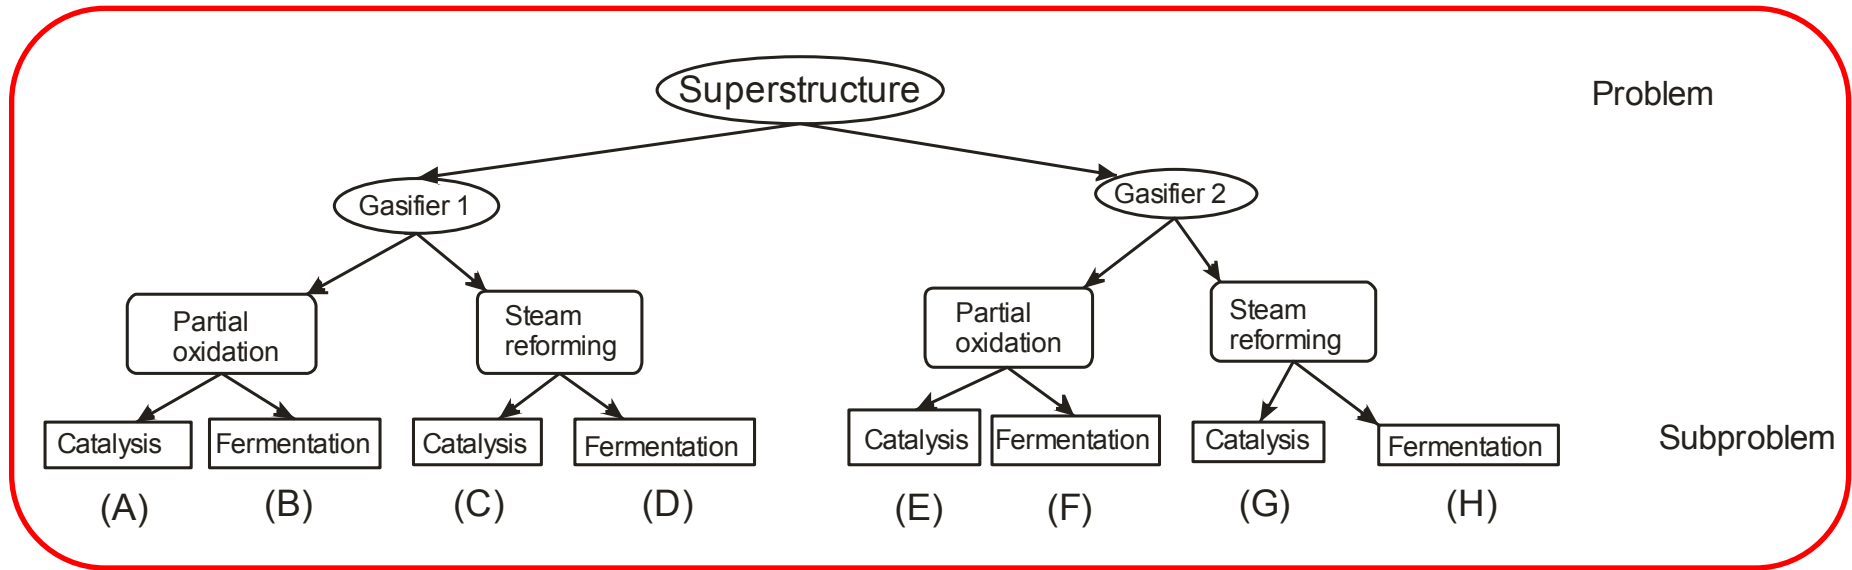 Superstructure
Problem
Gasifier 1
Gasifier 2
Partial
oxidation
Steam
reforming
Partial
oxidation
Steam
reforming
Catalysis
Fermentation
Catalysis
Fermentation
Catalysis
Fermentation
Catalysis
Fermentation
Subproblem
(A)
(B)
(C)
(D)
(E)
(F)
(G)
(H)